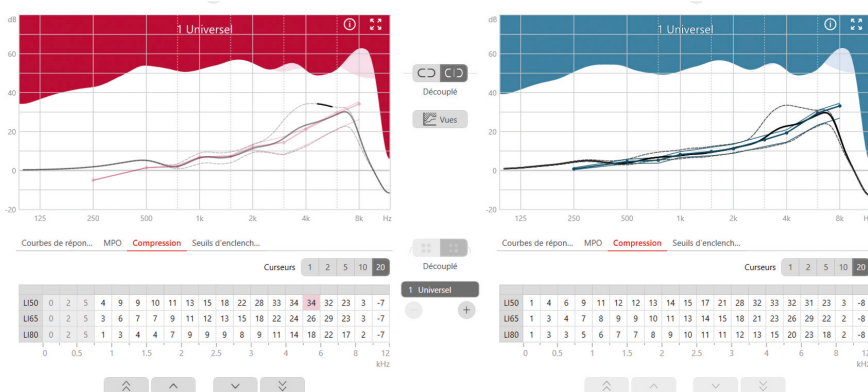 dB
1 Universel
60
40
20
0
-20
125 250 500 1k 2k 4k 8k Hz
Courbes de répon... MPO Compression Seuils d'enclench...
Curseurs 1 2 5 10 20
LI50 0 2 5 4 9 9 10 11 13 15 18 22 28 33 34 34 32 23 3 -7
LI65 0 2 5 3 6 7 7 9 11 12 13 15 18 22 24 26 29 23 3 -7
LI80 0 2 5 1 3 4 4 7 9 9 9 8 9 11 14 18 22 17 2 -7
0 0.5 1 1.5 2 2.5 3 4 6 8 12
kHz
Découplé
Vues
Découplé
1 Universel
dB
1 Universel
60
40
20
0
-20
125 250 500 1k 2k 4k 8k H
Courbes de répon... MPO Compression Seuils d'enclench...
Curseurs 1 2 5 10 20
LI50 1 4 6 9 11 12 12 13 14 15 17 21 28 32 33 32 31 23 3 -8
LI65 1 3 4 7 8 9 9 10 11 13 14 15 18 21 23 26 29 22 2 -8
LI80 1 3 3 5 6 7 7 8 9 10 11 11 12 13 15 20 23 18 2 -8
0 0.5 1 1.5 2 2.5 3 4 6 8 12
kHz